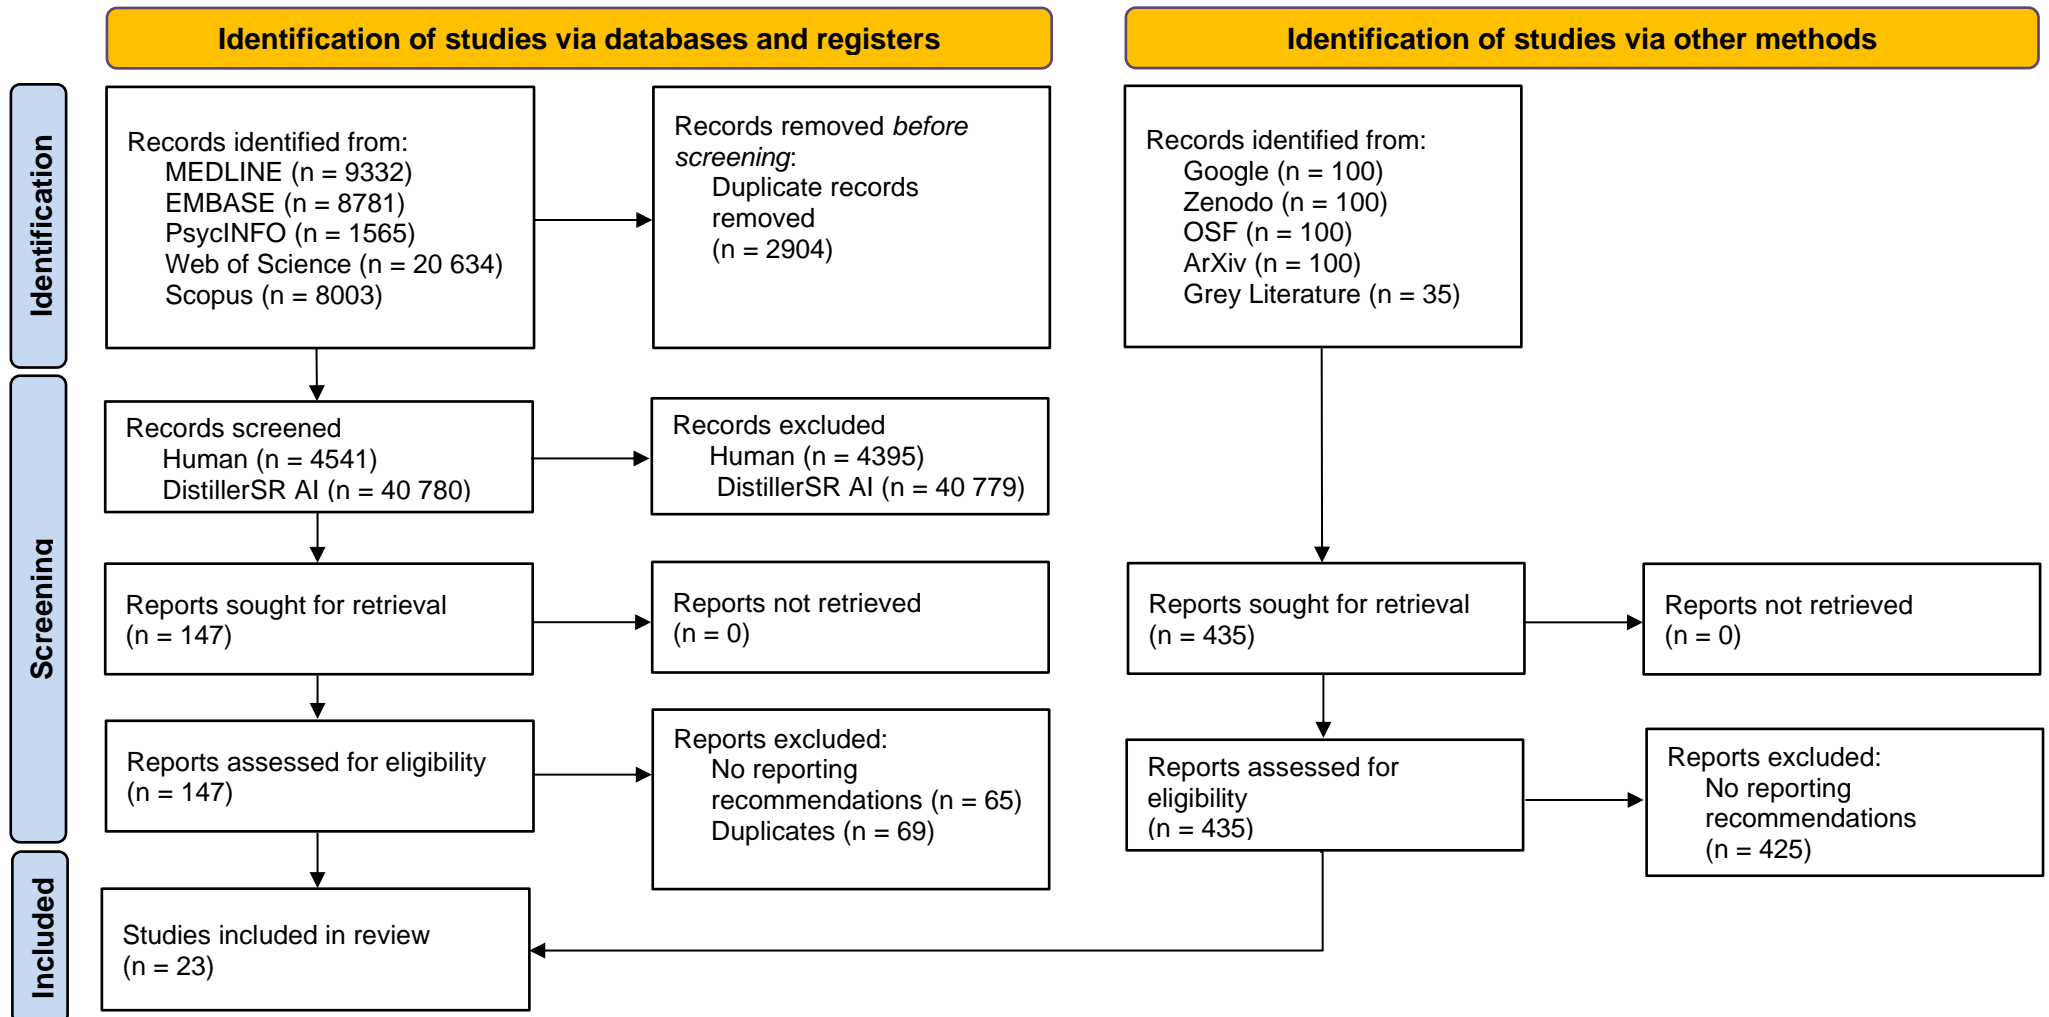 Identification of studies via databases and registers
Identification of studies via other methods
Identification
Records identified from:
MEDLINE (n = 9332)
EMBASE (n = 8781)
PsycINFO (n = 1565)
Web of Science (n = 20 634)
Scopus (n = 8003)
Records removed before
screening:
Duplicate records
removed
(n = 2904)
Records identified from:
Google (n = 100)
Zenodo (n = 100)
OSF (n = 100)
ArXiv (n = 100)
Grey Literature (n = 35)
Screening
Records screened
Human (n = 4541)
DistillerSR AI (n = 40 780)
Records excluded
Human (n = 4395)
DistillerSR AI (n = 40 779)
Reports sought for retrieval
(n = 147)
Reports not retrieved
(n = 0)
Reports sought for retrieval
(n = 435)
Reports not retrieved
(n = 0)
Reports assessed for eligibility
(n = 147)
Reports excluded:
No reporting
recommendations (n = 65)
Duplicates (n = 69)
Reports assessed for
eligibility
(n = 435)
Reports excluded:
No reporting
recommendations
(n = 425)
Included
Studies included in review
(n = 23)